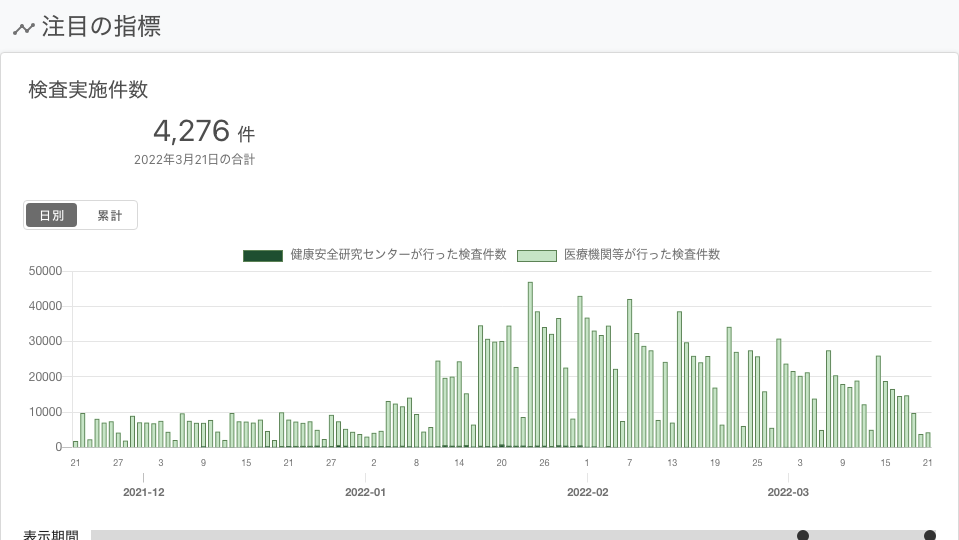 注目の指標
検査実施件数
4,276 件
2022年3月21日の合計
日別 累計
健康安全研究センターが行った検査件数 医療機関等が行った検査件数
50000
40000
30000
20000
10000
0
21 27 3 9 15 21 27 2 8 14 20 26 1 7 13 19 25 3 9 15 21
2021-12 2022-01 2022-02 2022-03
表示期間